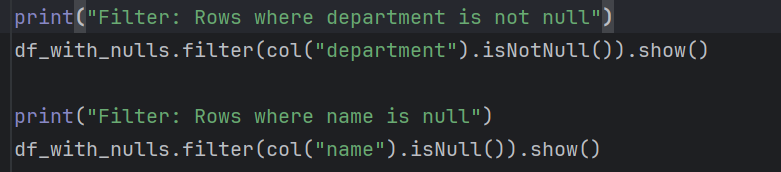 print("Filter: Rows where department is not null")
df_with_nulls.filter(col("department").isNotNull()).show()
print("Filter: Rows where name is null")
df_with_nulls.filter(col("name").isNull()).show()